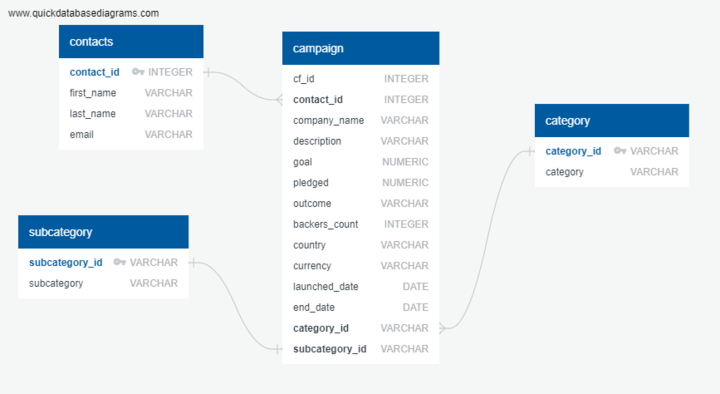 www.quickdatabasediagrams.com
contacts
contact_id INTEGER
first_name VARCHAR
last_name VARCHAR
email VARCHAR
campaign
cf_id INTEGER
contact_id INTEGER
company_name VARCHAR
description VARCHAR
goal NUMERIC
pledged NUMERIC
outcome VARCHAR
backers_count INTEGER
country VARCHAR
currency VARCHAR
launched_date DATE
end_date DATE
category_id VARCHAR
subcategory_id VARCHAR
category
category_id VARCHAR
category VARCHAR
subcategory
subcategory_id VARCHAR
subcategory VARCHAR